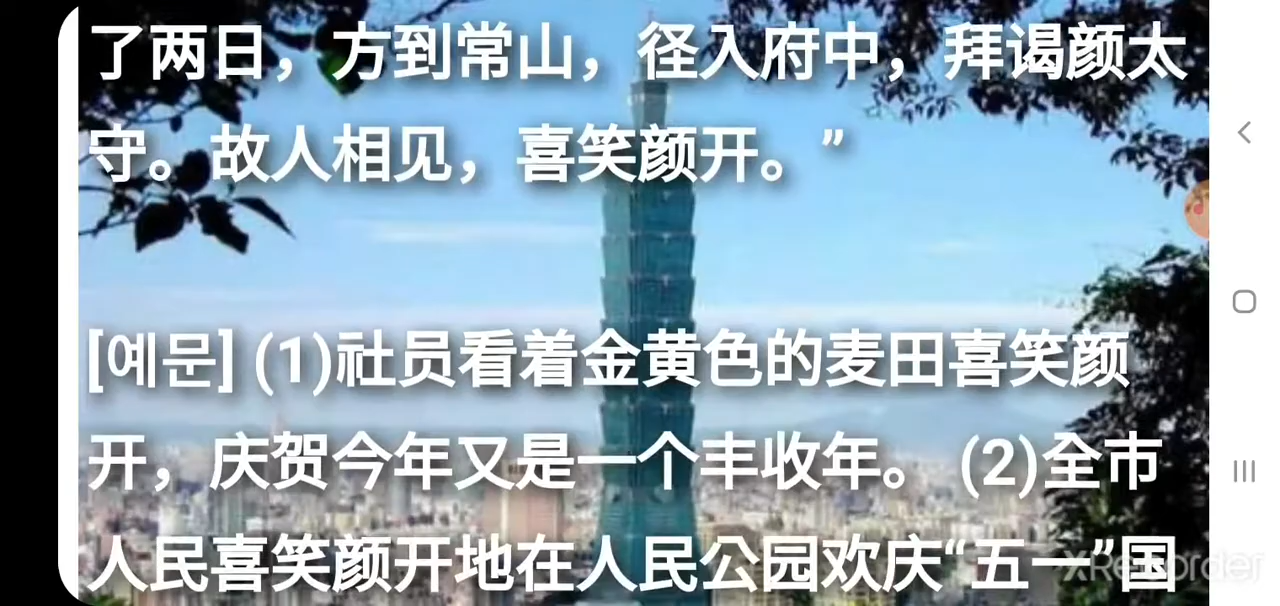 了两日，方到常山，径入府中，拜谒颜太
守。故人相见，喜笑颜开。”
[예문] (1)社员看着金黄色的麦田喜笑颜
开，庆贺今年又是一个丰收年。 (2)全市
人民喜笑颜开地在人民公园欢庆“五一”国
XRecorder